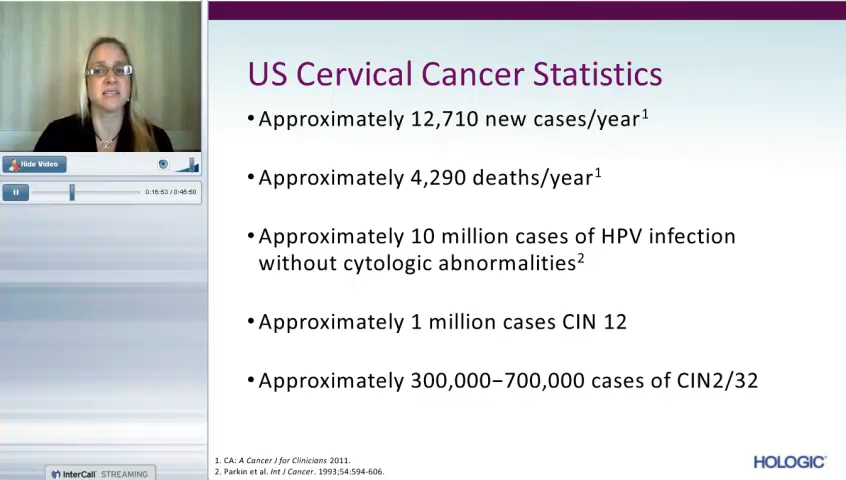 US Cervical Cancer Statistics
• Approximately 12,710 new cases/year1
• Approximately 4,290 deaths/year1
• Approximately 10 million cases of HPV infection
without cytologic abnormalities2
• Approximately 1 million cases CIN 12
• Approximately 300,000–700,000 cases of CIN2/32
Hide Video
0:16:53 / 0:45:50
1. CA: A Cancer J for Clinicians 2011.
2. Parkin et al. Int J Cancer. 1993;54:594-606.
InterCall STREAMING
HOLOGIC